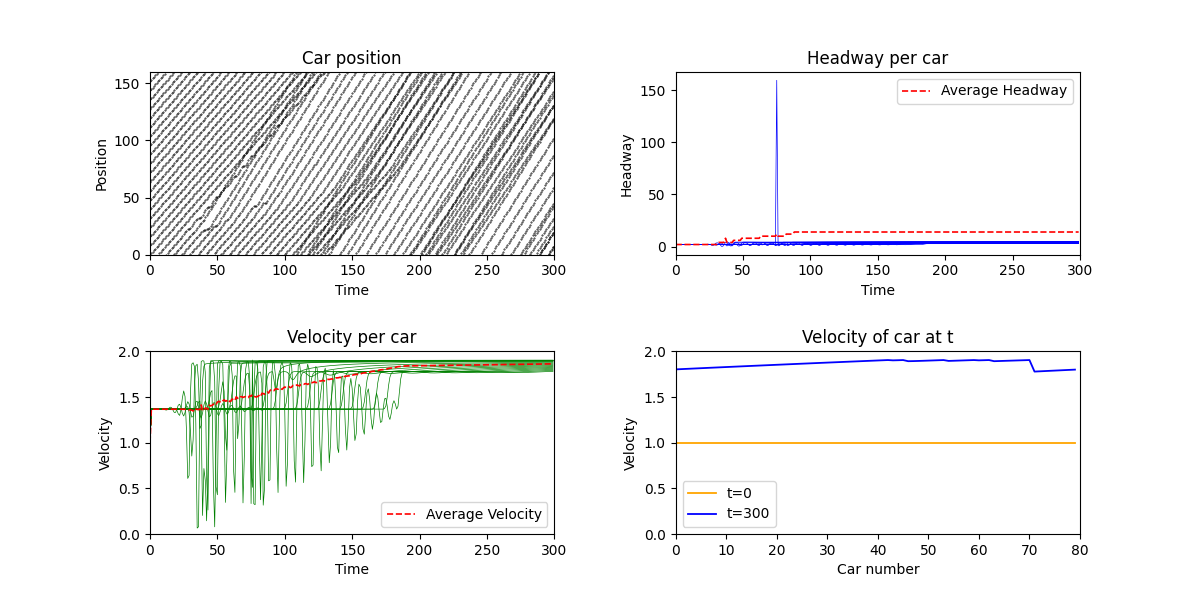 Car position
Position
150
100
50
0
0 50 100 150 200 250 300
Time
Headway per car
Headway
150
100
50
0
Average Headway
0 50 100 150 200 250 300
Time
Velocity per car
Velocity
2.0
1.5
1.0
0.5
0.0
Average Velocity
0 50 100 150 200 250 300
Time
Velocity of car at t
Velocity
2.0
1.5
1.0
0.5
0.0
t=0
t=300
0 10 20 30 40 50 60 70 80
Car number